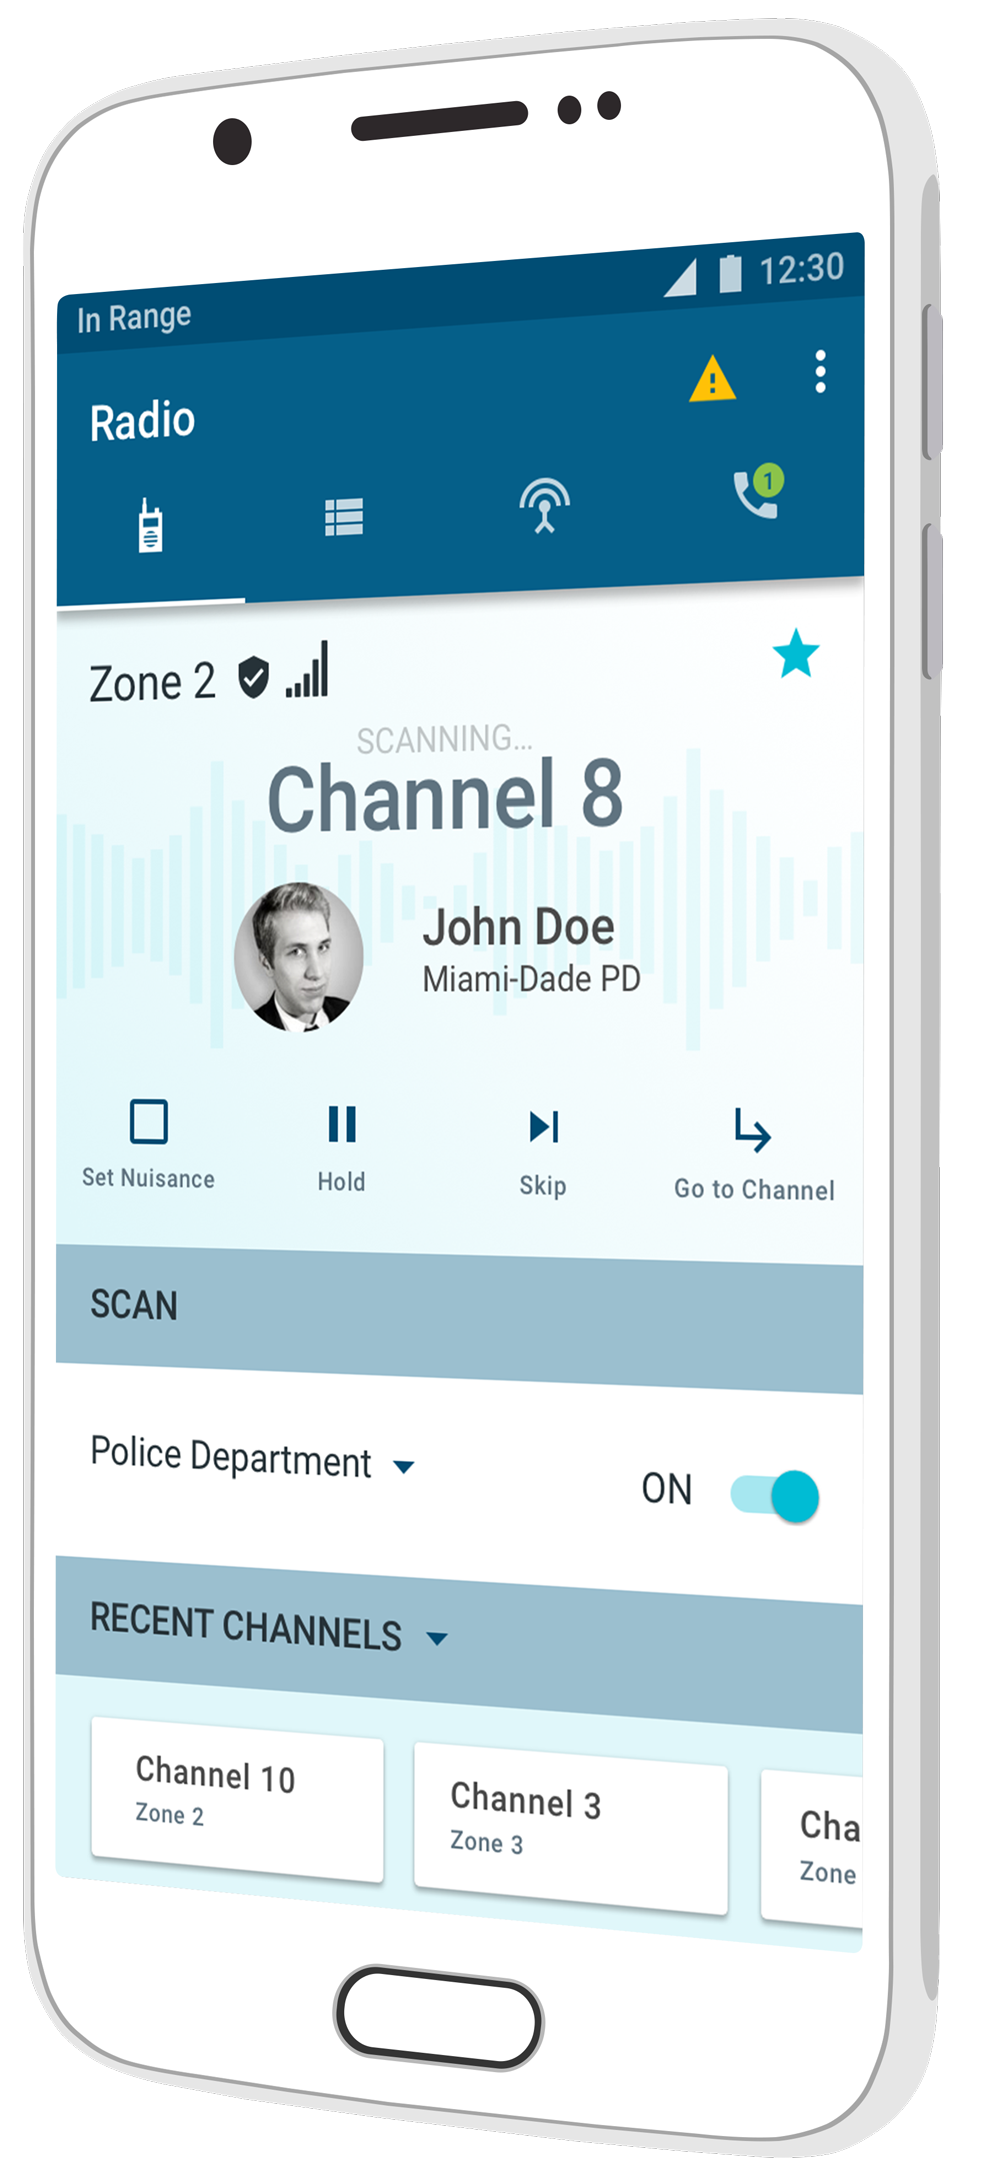 In Range 12:30
Radio
1
Zone 2
SCANNING...
Channel 8
John Doe
Miami-Dade PD
Set Nuisance Hold Skip Go to Channel
SCAN
Police Department ON
RECENT CHANNELS
Channel 10 Channel 3 Cha
Zone 2 Zone 3 Zone